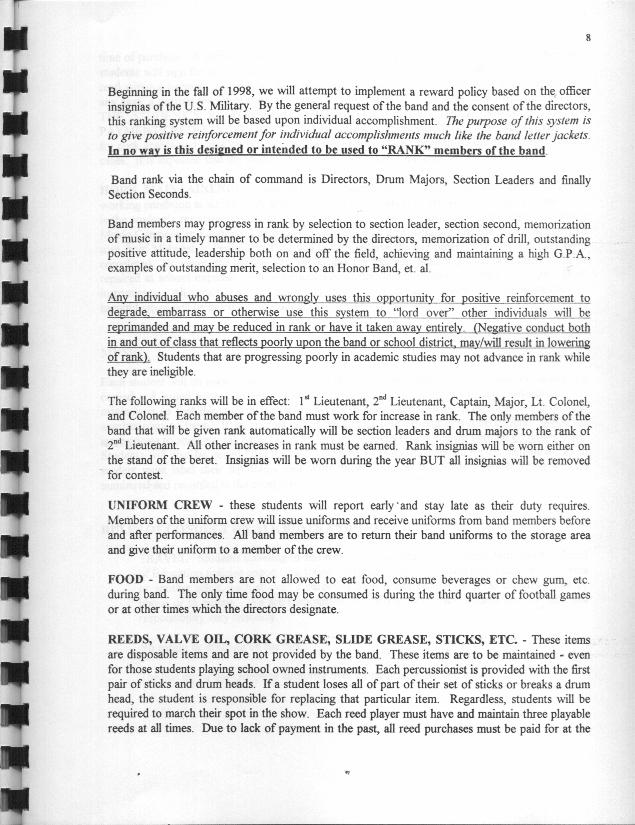 8
Beginning in the fall of 1998, we will attempt to implement a reward policy based on the officer
insignias of the U.S. Military. By the general request of the band and the consent of the directors,
this ranking system will be based upon individual accomplishment. The purpose of this system is
to give positive reinforcement for individual accomplishments much like the band letter jackets.
In no way is this designed or intended to be used to “RANK” members of the band.
Band rank via the chain of command is Directors, Drum Majors, Section Leaders and finally
Section Seconds.
Band members may progress in rank by selection to section leader, section second, memorization
of music in a timely manner to be determined by the directors, memorization of drill, outstanding
positive attitude, leadership both on and off the field, achieving and maintaining a high G.P.A.,
examples of outstanding merit, selection to an Honor Band, et. al.
Any individual who abuses and wrongly uses this opportunity for positive reinforcement to
degrade, embarrass or otherwise use this system to “lord over” other individuals will be
reprimanded and may be reduced in rank or have it taken away entirely. (Negative conduct both
in and out of class that reflects poorly upon the band or school district, may/will result in lowering
of rank). Students that are progressing poorly in academic studies may not advance in rank while
they are ineligible.
The following ranks will be in effect: 1st Lieutenant, 2nd Lieutenant, Captain, Major, Lt. Colonel,
and Colonel. Each member of the band must work for increase in rank. The only members of the
band that will be given rank automatically will be section leaders and drum majors to the rank of
2nd Lieutenant. All other increases in rank must be earned. Rank insignias will be worn either on
the stand of the beret. Insignias will be worn during the year BUT all insignias will be removed
for contest.
UNIFORM CREW - these students will report early and stay late as their duty requires.
Members of the uniform crew will issue uniforms and receive uniforms from band members before
and after performances. All band members are to return their band uniforms to the storage area
and give their uniform to a member of the crew.
FOOD - Band members are not allowed to eat food, consume beverages or chew gum, etc.
during band. The only time food may be consumed is during the third quarter of football games
or at other times which the directors designate.
REEDS, VALVE OIL, CORK GREASE, SLIDE GREASE, STICKS, ETC. - These items
are disposable items and are not provided by the band. These items are to be maintained - even
for those students playing school owned instruments. Each percussionist is provided with the first
pair of sticks and drum heads. If a student loses all of part of their set of sticks or breaks a drum
head, the student is responsible for replacing that particular item. Regardless, students will be
required to march their spot in the show. Each reed player must have and maintain three playable
reeds at all times. Due to lack of payment in the past, all reed purchases must be paid for at the